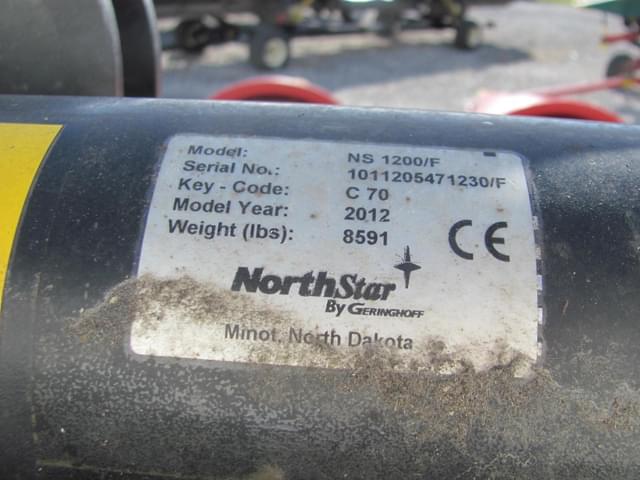 Model: NS 1200/F
Serial No.: 1011205471230/F
Key - Code: C 70
Model Year: 2012
Weight (lbs): 8591
CE
NorthStar
By GERINGHOFF
Minot, North Dakota